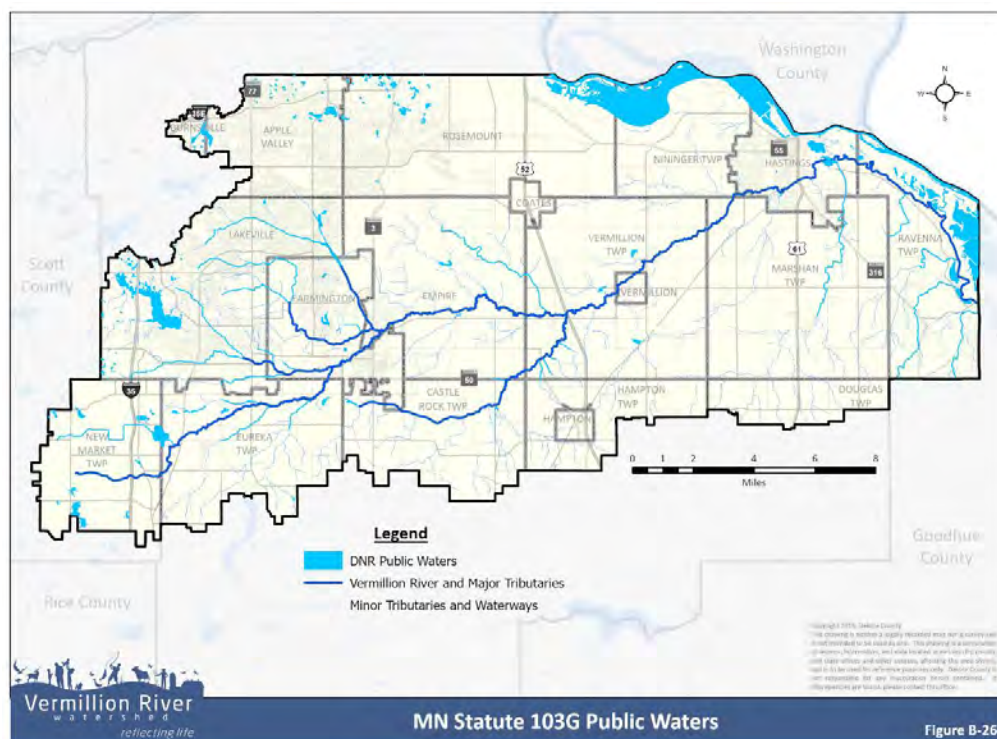 Washington
County
N
W E
S
77
BURNSVILLE
APPLE
VALLEY
ROSEMOUNT
52
NININGER TWP
55
HASTINGS
COATES
LAKEVILLE
3
VERMILLION
TWP
61
MARSHAN
TWP
RAVENNA
TWP
316
Scott
County
FARMINGTON
EMPIRE
VERMILLION
35
CASTLE
ROCK TWP
50
HAMPTON
TWP
DOUGLAS
TWP
HAMPTON
NEW
MARKET
TWP
EUREKA
TWP
0 1 2 4 6 8
Miles
Legend
DNR Public Waters
Vermillion River and Major Tributaries
Minor Tributaries and Waterways
Goodhue
County
Rice County
Vermillion River
watershed
reflecting life
MN Statute 103G Public Waters
Figure B-26